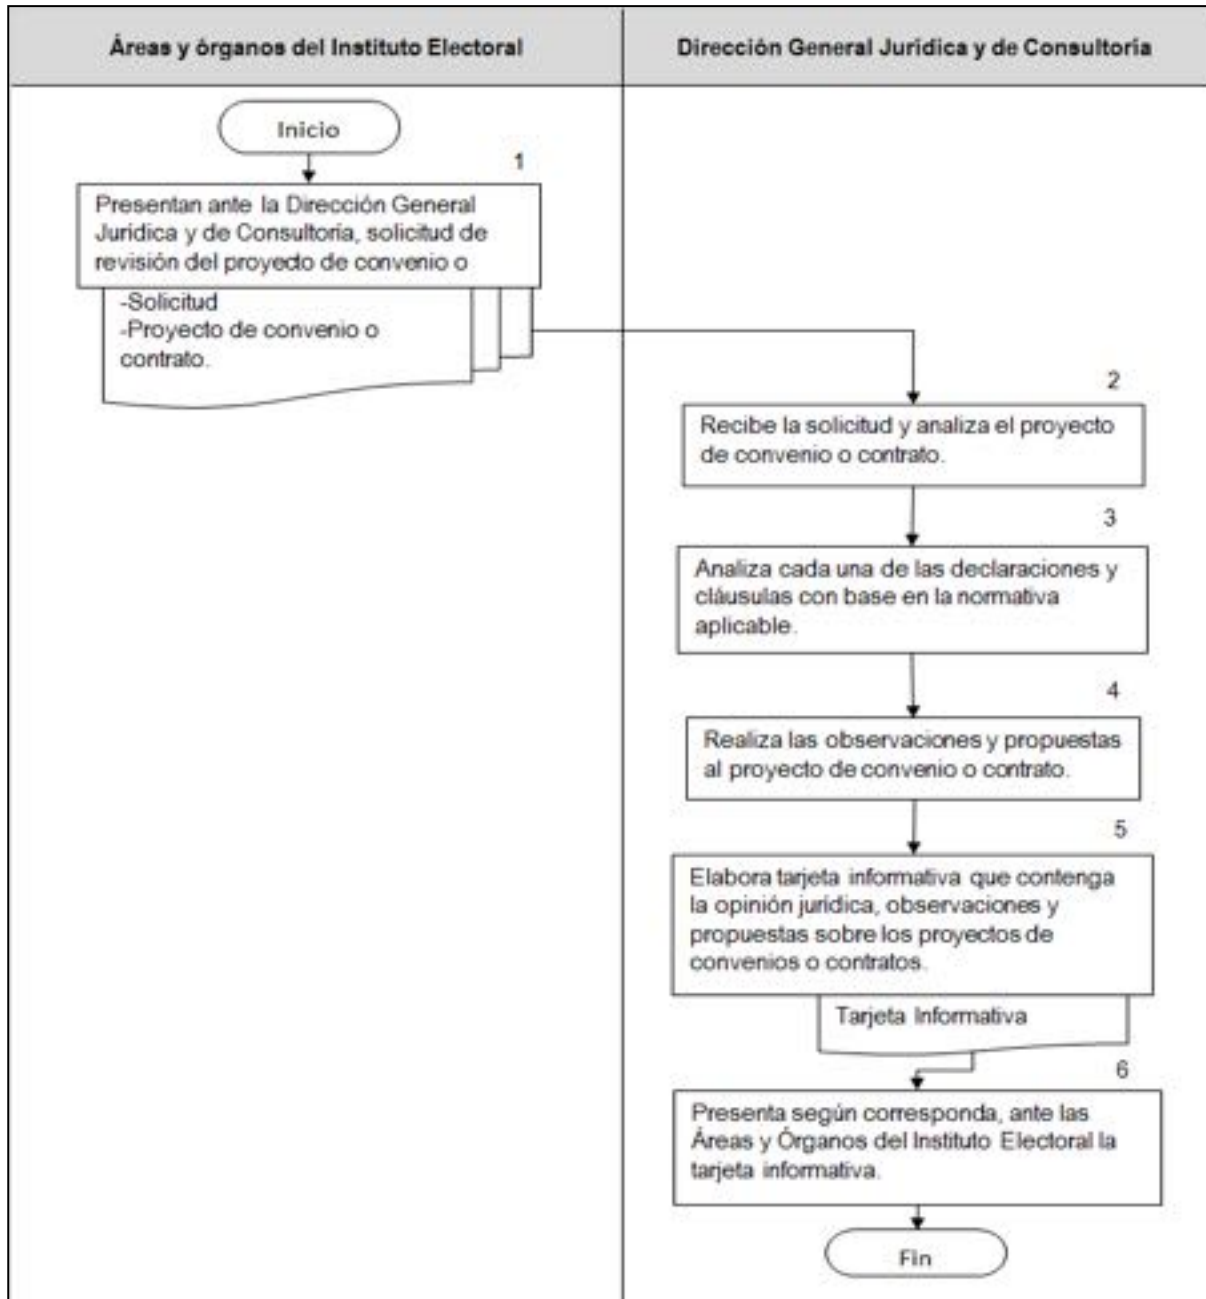 Áreas y órganos del Instituto Electoral
Dirección General Jurídica y de Consultoría
Inicio
1
Presentan ante la Dirección General
Jurídica y de Consultoría, solicitud de
revisión del proyecto de convenio o
-Solicitud
-Proyecto de convenio o
contrato.
2
Recibe la solicitud y analiza el proyecto
de convenio o contrato.
3
Analiza cada una de las declaraciones y
cláusulas con base en la normativa
aplicable.
4
Realiza las observaciones y propuestas
al proyecto de convenio o contrato.
5
Elabora tarjeta informativa que contenga
la opinión jurídica, observaciones y
propuestas sobre los proyectos de
convenios o contratos.
Tarjeta Informativa
6
Presenta según corresponda, ante las
Áreas y Órganos del Instituto Electoral la
tarjeta informativa.
Fin